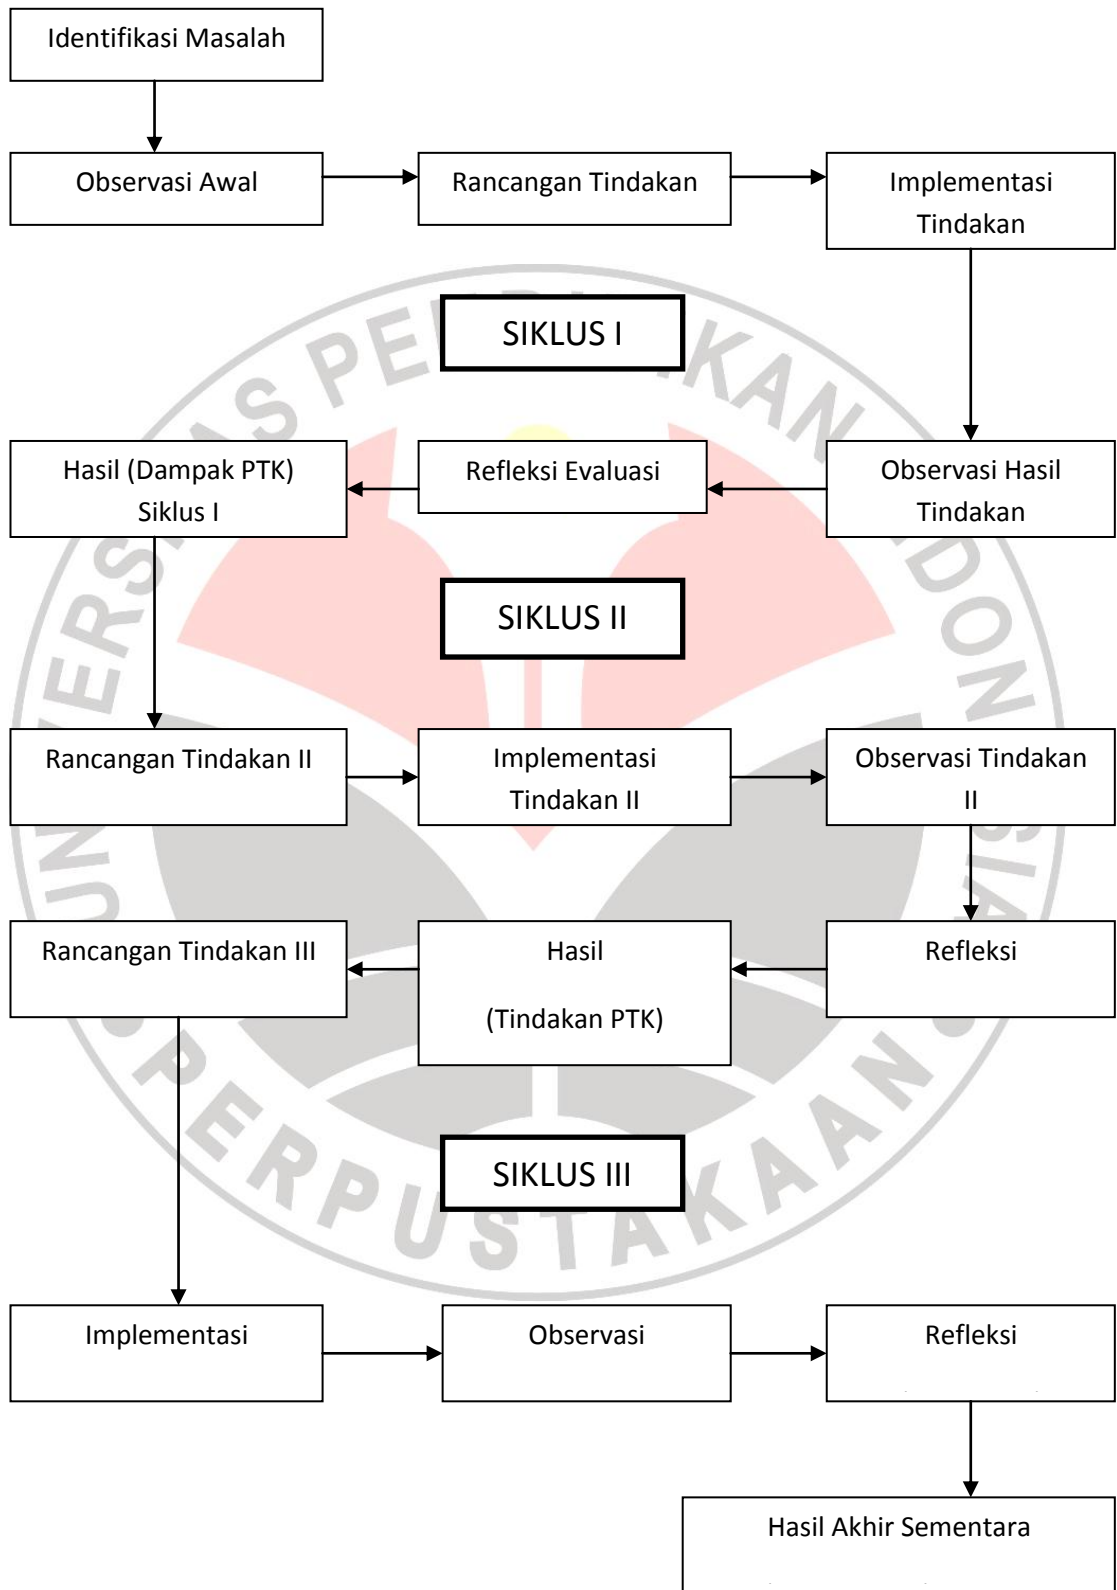 Identifikasi Masalah
Observasi Awal
Rancangan Tindakan
Implementasi
Tindakan
SIKLUS I
Hasil (Dampak PTK)
Siklus I
Refleksi Evaluasi
Observasi Hasil
Tindakan
SIKLUS II
Rancangan Tindakan II
Implementasi
Tindakan II
Observasi Tindakan
II
Rancangan Tindakan III
Hasil
(Tindakan PTK)
Refleksi
SIKLUS III
Implementasi
Observasi
Refleksi
Hasil Akhir Sementara
PERPUSTAKAAN